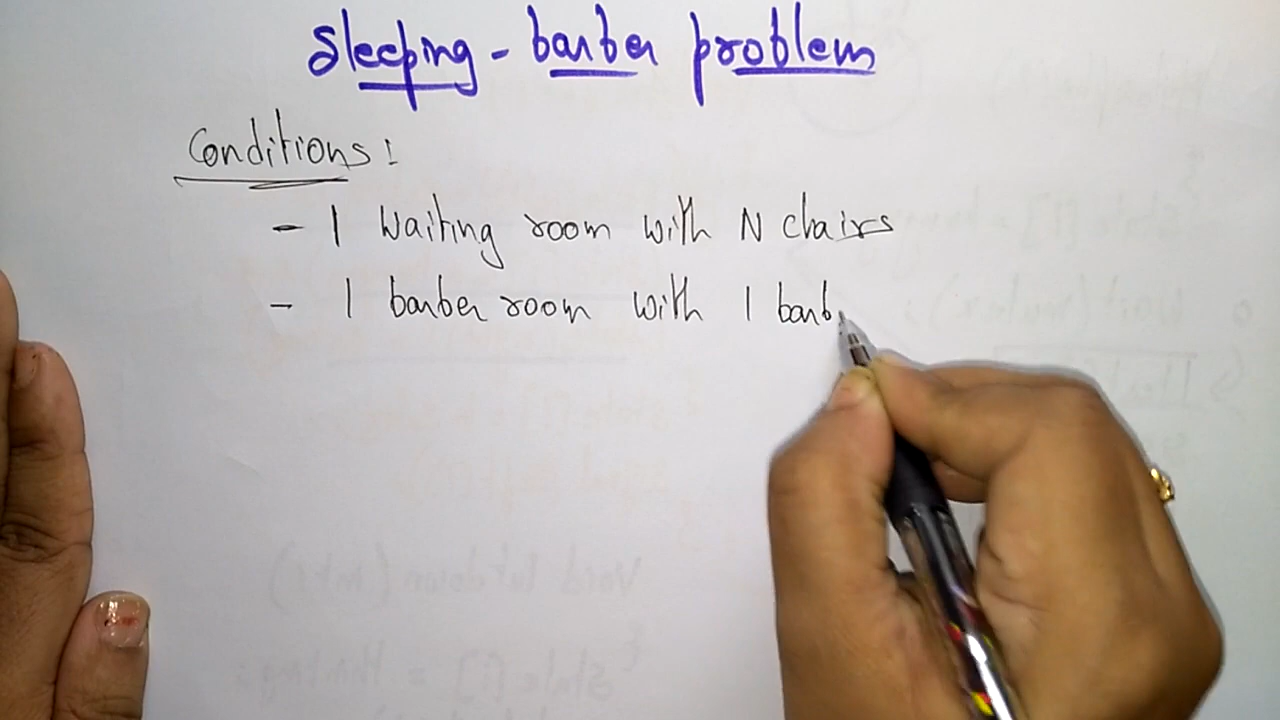 Sleeping - barber problem
Conditions :
- 1 Waiting room with N chairs
- 1 barber room with 1 barb